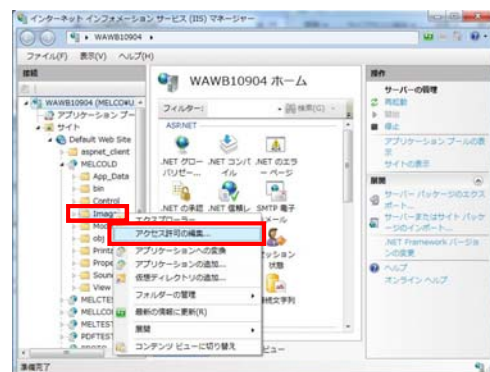 インターネット インフォメーション サービス (IIS) マネージャー
WAWB10904
ファイル(F) 表示(V) ヘルプ(H)
接続
WAWB10904 (MELCO¥U
アプリケーション プー
サイト
Default Web Site
aspnet_client
MELCOLD
App_Data
bin
Control
Image
obj
View
WAWB10904 ホーム
フィルター:
検索(G)
ASP.NET
.NET グロー .NET コンパ .NET のエラ
バリゼー... イル ー ページ
.NET の承認 .NET 信頼レ SMTP 電子
メール
エクスプローラー
アクセス許可の編集...
アプリケーションへの変換
アプリケーションの追加...
仮想ディレクトリの追加...
フォルダーの管理
最新の情報に更新(R)
展開
コンテンツ ビューに切り替え
ッション
状態
続文字列
ビュー
MELCTES
MELLCO
MELTEST
PDFTEST
操作
サーバーの管理
再起動
開始
停止
アプリケーション プールの表
示
サイトの表示
展開
サーバー パッケージのエクス
ポート...
サーバーまたはサイト パッケ
ージのインポート...
.NET Framework バージョ
ンの変更
ヘルプ
オンライン ヘルプ
準備完了